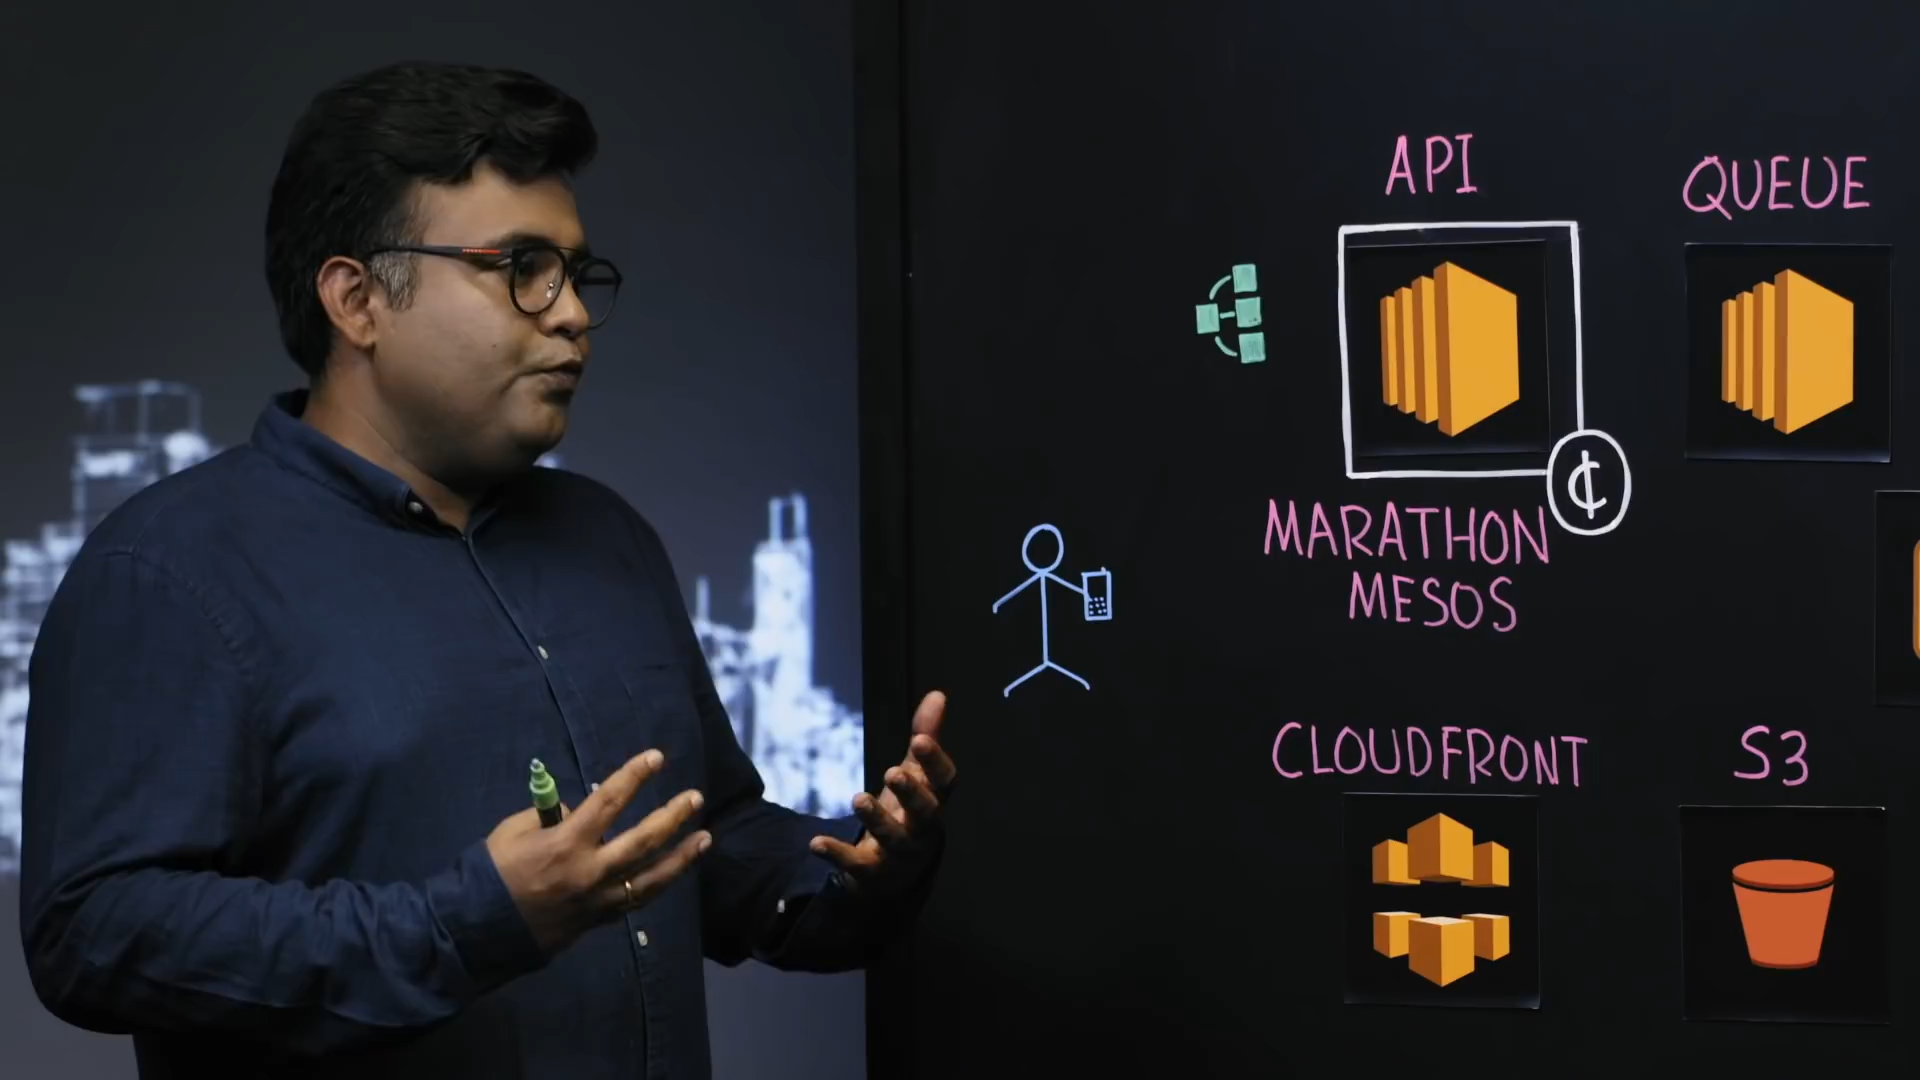 API
QUEUE
₵
MARATHON
MESOS
CLOUDFRONT
S3